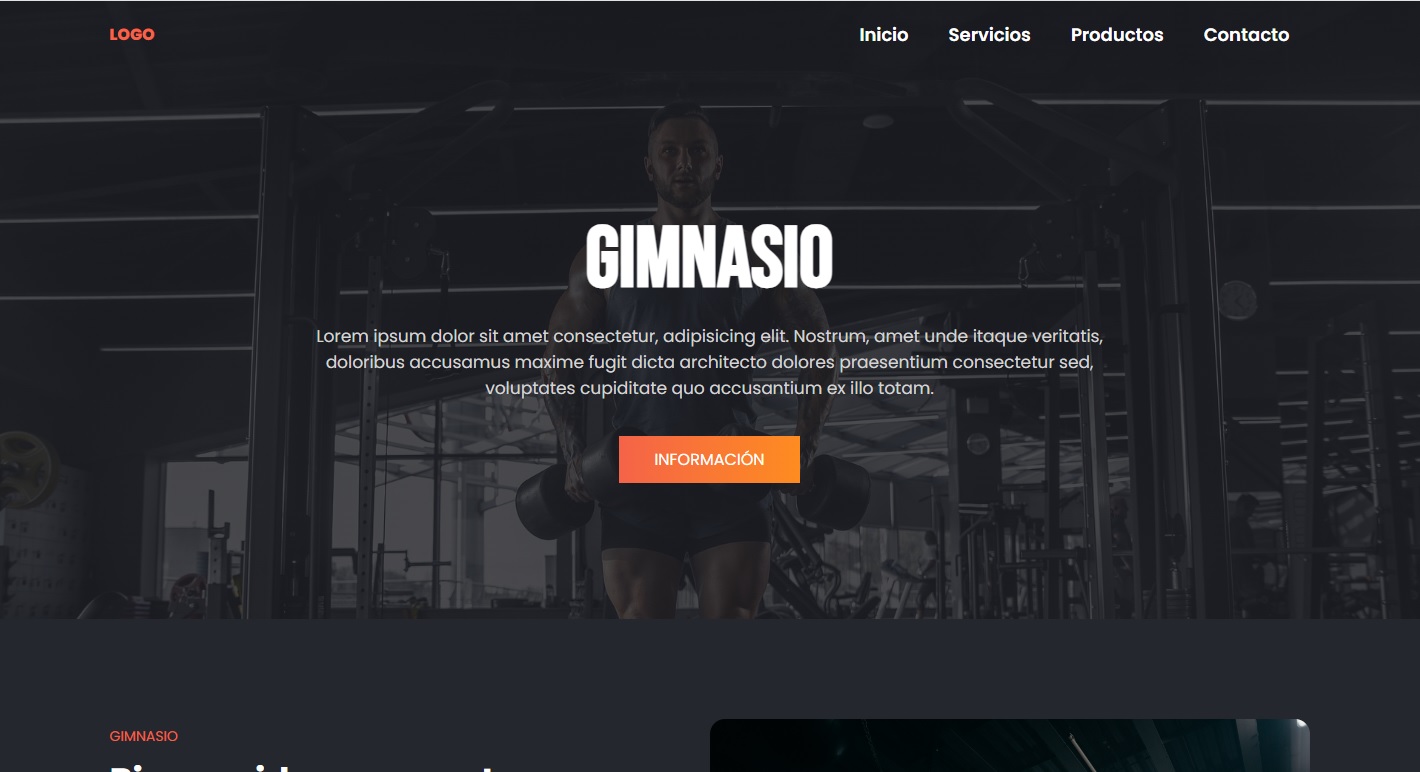 LOGO
Inicio
Servicios
Productos
Contacto
GIMNASIO
Lorem ipsum dolor sit amet consectetur, adipisicing elit. Nostrum, amet unde itaque veritatis,
doloribus accusamus maxime fugit dicta architecto dolores praesentium consectetur sed,
voluptates cupiditate quo accusantium ex illo totam.
INFORMACIÓN
GIMNASIO